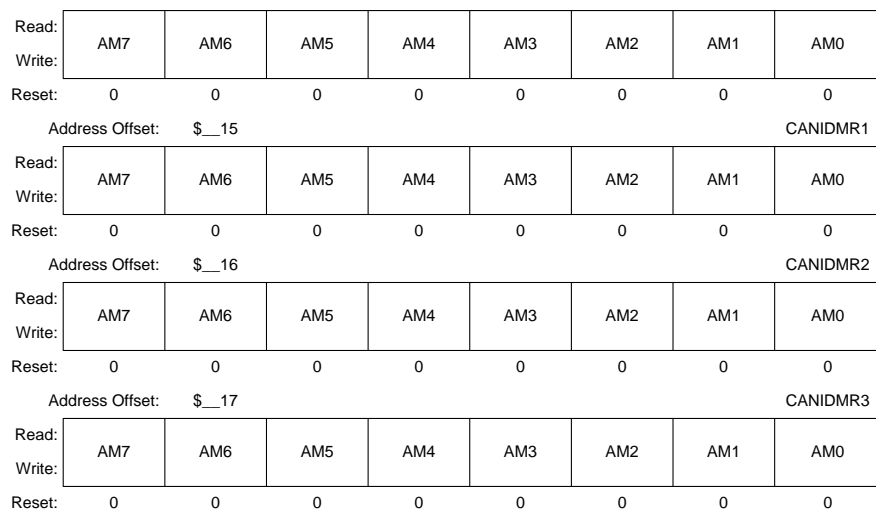 Read:
AM7 AM6 AM5 AM4 AM3 AM2 AM1 AM0
Write:
Reset: 0 0 0 0 0 0 0 0
Address Offset: $__15 CANIDMR1
Read:
AM7 AM6 AM5 AM4 AM3 AM2 AM1 AM0
Write:
Reset: 0 0 0 0 0 0 0 0
Address Offset: $__16 CANIDMR2
Read:
AM7 AM6 AM5 AM4 AM3 AM2 AM1 AM0
Write:
Reset: 0 0 0 0 0 0 0 0
Address Offset: $__17 CANIDMR3
Read:
AM7 AM6 AM5 AM4 AM3 AM2 AM1 AM0
Write:
Reset: 0 0 0 0 0 0 0 0